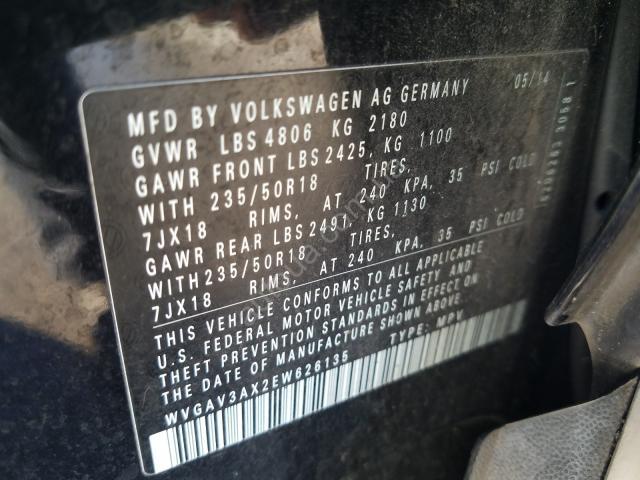 MFD BY VOLKSWAGEN AG GERMANY 05/14
GVWR LBS 4806 KG 2180
GAWR FRONT LBS 2425, KG 1100
WITH 235/50R18 TIRES,
7JX18 RIMS, AT 240 KPA, 35 PSI COLD
GAWR REAR LBS 2491, KG 1130
WITH 235/50R18 TIRES,
7JX18 RIMS, AT 240 KPA, 35 PSI COLD
THIS VEHICLE CONFORMS TO ALL APPLICABLE
U.S. FEDERAL MOTOR VEHICLE SAFETY AND
THEFT PREVENTION STANDARDS IN EFFECT ON
THE DATE OF MANUFACTURE SHOWN ABOVE.
WVGAV3AX2EW626135 TYPE: MPV